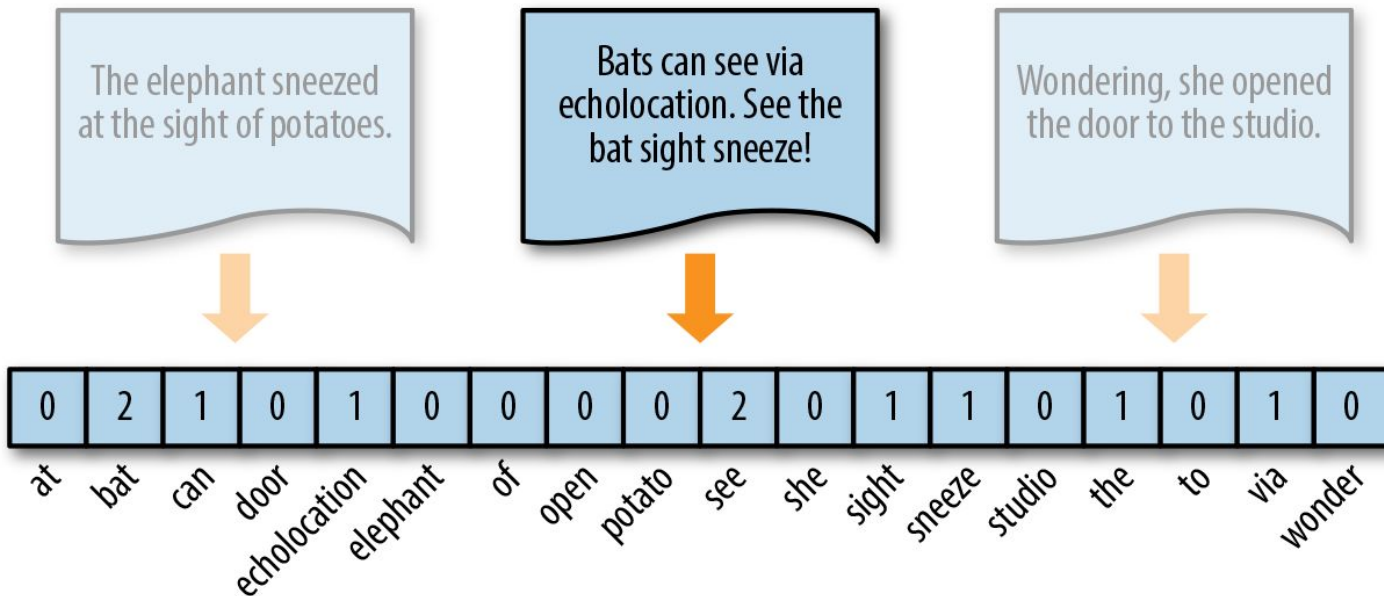 The elephant sneezed
at the sight of potatoes.
Bats can see via
echolocation. See the
bat sight sneeze!
Wondering, she opened
the door to the studio.
0 2 1 0 1 0 0 0 0 2 0 1 1 0 1 0 1 0
at bat can door echolocation elephant of open potato see she sight sneeze studio the to via wonder